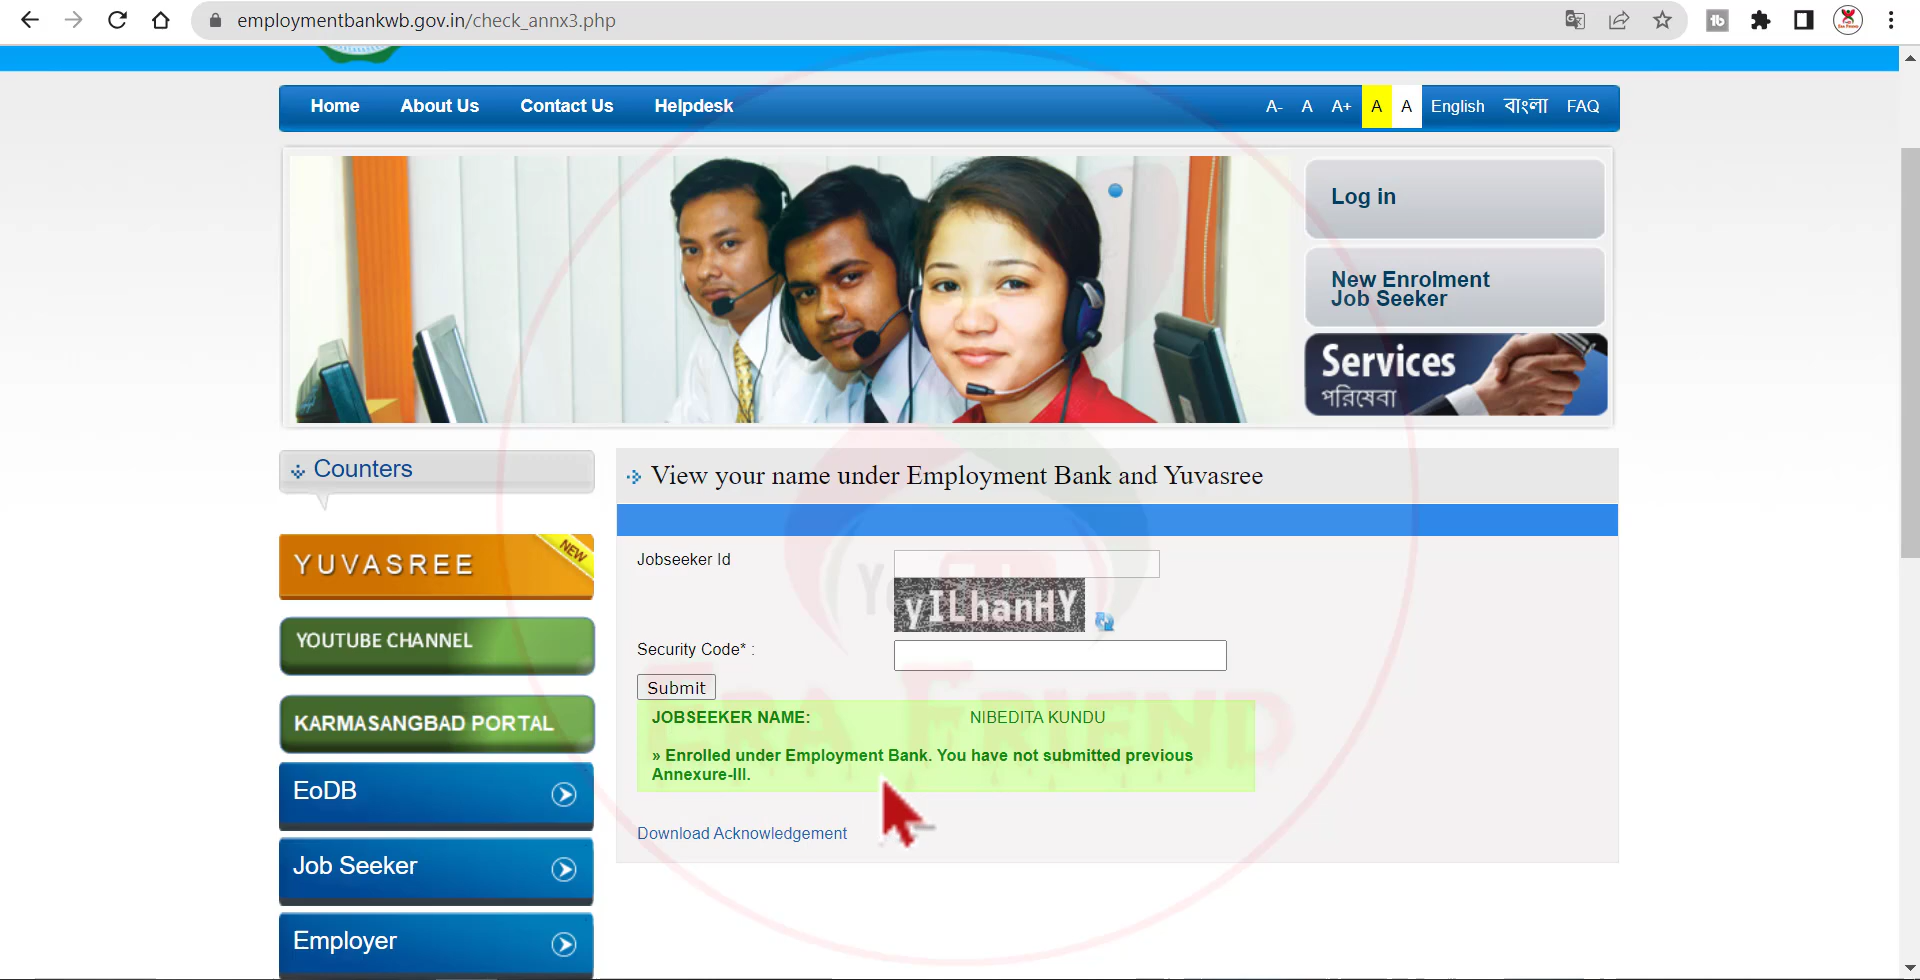 employmentbankwb.gov.in/check_annx3.php
Home About Us Contact Us Helpdesk A- A A+ A A English বাংলা FAQ
Log in
New Enrolment
Job Seeker
Services
পরিষেবা
Counters
View your name under Employment Bank and Yuvasree
YUVASREE NEW
Jobseeker Id
yILhanHY
YOUTUBE CHANNEL
Security Code* :
Submit
ERA FRIEND
JOBSEEKER NAME: NIBEDITA KUNDU
» Enrolled under Employment Bank. You have not submitted previous
Annexure-III.
KARMASANGBAD PORTAL
EoDB
Download Acknowledgement
Job Seeker
Employer